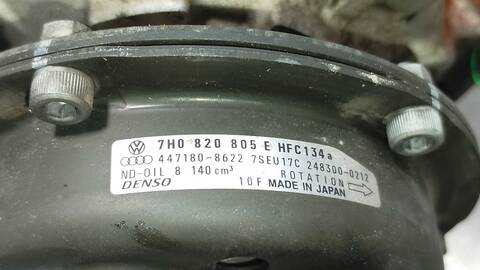 7H0 820 805 E HFC134a
447180-8622 7SEU17C 248300-0212
ND-OIL 8 140cm³ ROTATION
DENSO 10F MADE IN JAPAN